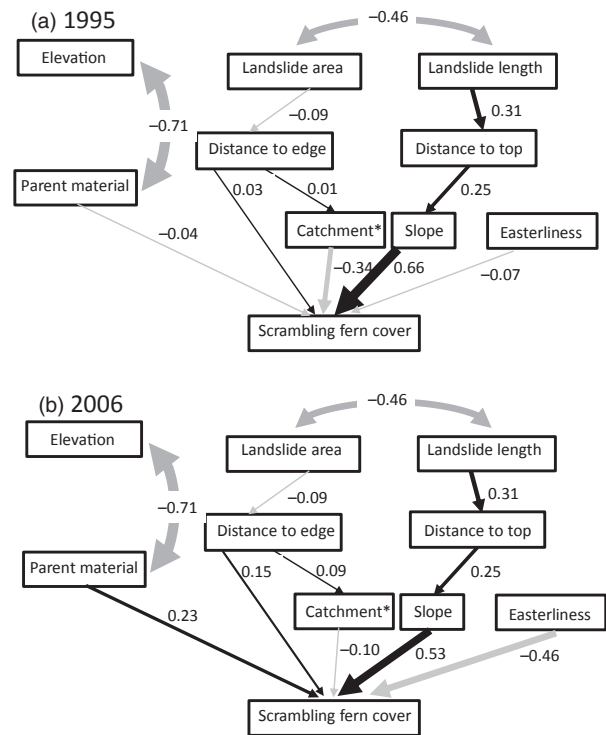 (a) 1995
−0.46
Elevation
Landslide area
Landslide length
−0.71
−0.09
0.31
Distance to edge
Distance to top
Parent material
0.03
0.01
0.25
Catchment*
Slope
Easterliness
−0.04
−0.34
0.66
−0.07
Scrambling fern cover
(b) 2006
−0.46
Elevation
Landslide area
Landslide length
−0.71
−0.09
0.31
Distance to edge
Distance to top
Parent material
0.15
0.09
0.25
Catchment*
Slope
Easterliness
0.23
−0.10
0.53
−0.46
Scrambling fern cover